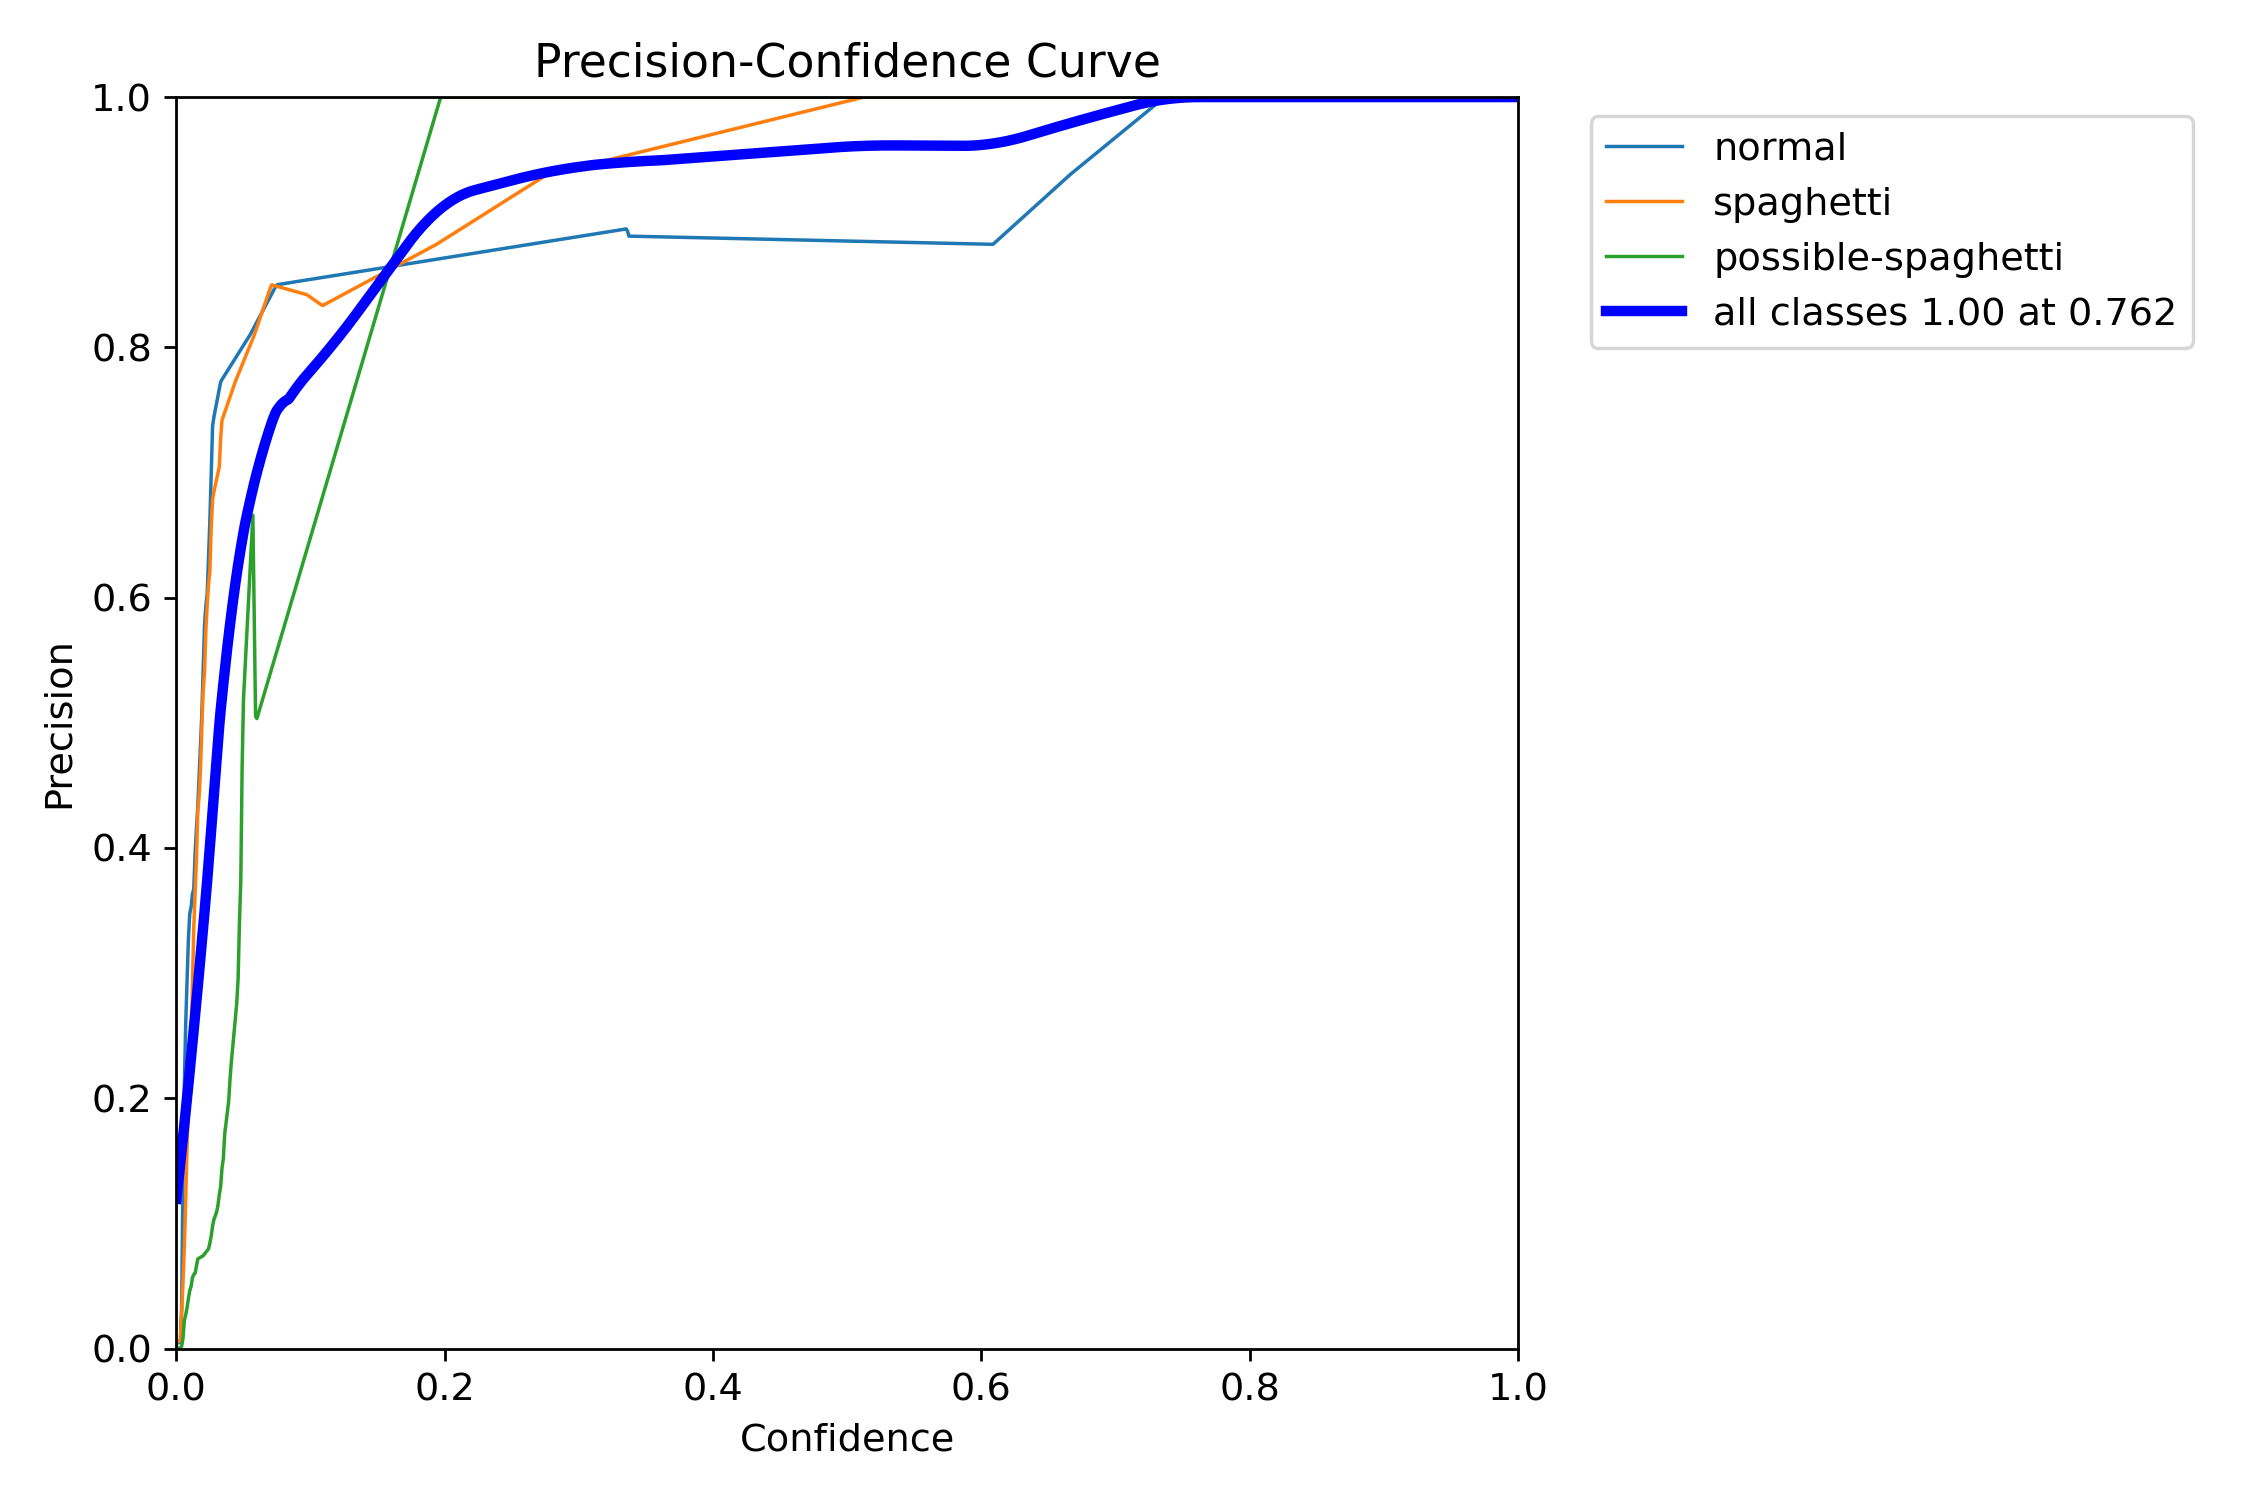 Precision-Confidence Curve
1.0
0.8
0.6
0.4
0.2
0.0
Precision
0.0 0.2 0.4 0.6 0.8 1.0
Confidence
normal
spaghetti
possible-spaghetti
all classes 1.00 at 0.762